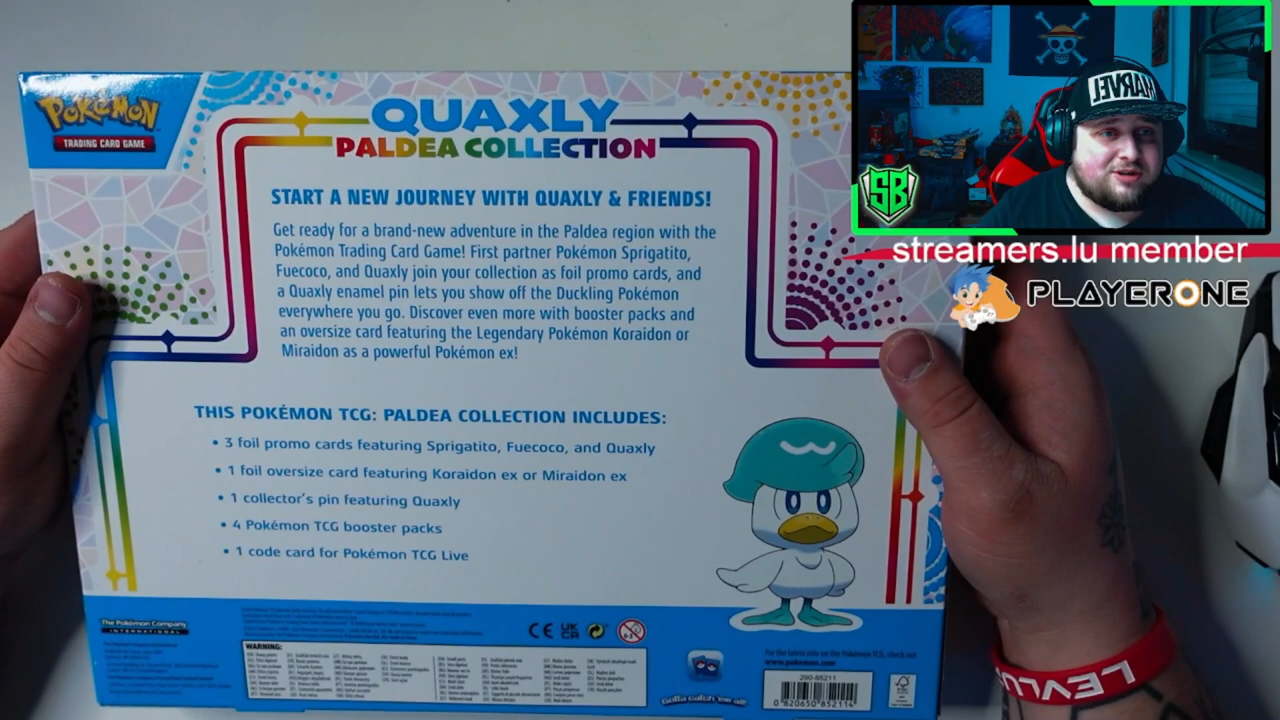 Pokémon
TRADING CARD GAME
QUAXLY
PALDEA COLLECTION
START A NEW JOURNEY WITH QUAXLY & FRIENDS!
Get ready for a brand-new adventure in the Paldea region with the
Pokémon Trading Card Game! First partner Pokémon Sprigatito,
Fuecoco, and Quaxly join your collection as foil promo cards, and
a Quaxly enamel pin lets you show off the Duckling Pokémon
everywhere you go. Discover even more with booster packs and
an oversize card featuring the Legendary Pokémon Koraidon or
Miraidon as a powerful Pokémon ex!
THIS POKÉMON TCG: PALDEA COLLECTION INCLUDES:
• 3 foil promo cards featuring Sprigatito, Fuecoco, and Quaxly
• 1 foil oversize card featuring Koraidon ex or Miraidon ex
• 1 collector's pin featuring Quaxly
• 4 Pokémon TCG booster packs
• 1 code card for Pokémon TCG Live
The Pokémon Company
INTERNATIONAL
WARNING:
CE UK CA
0-3
Gotta catch 'em all!
For the latest info on the Pokémon TCG, check out
www.pokemon.com
290-85211
0 820650 852114
FSC
MARVEL
SB
streamers.lu member
PLAYERONE